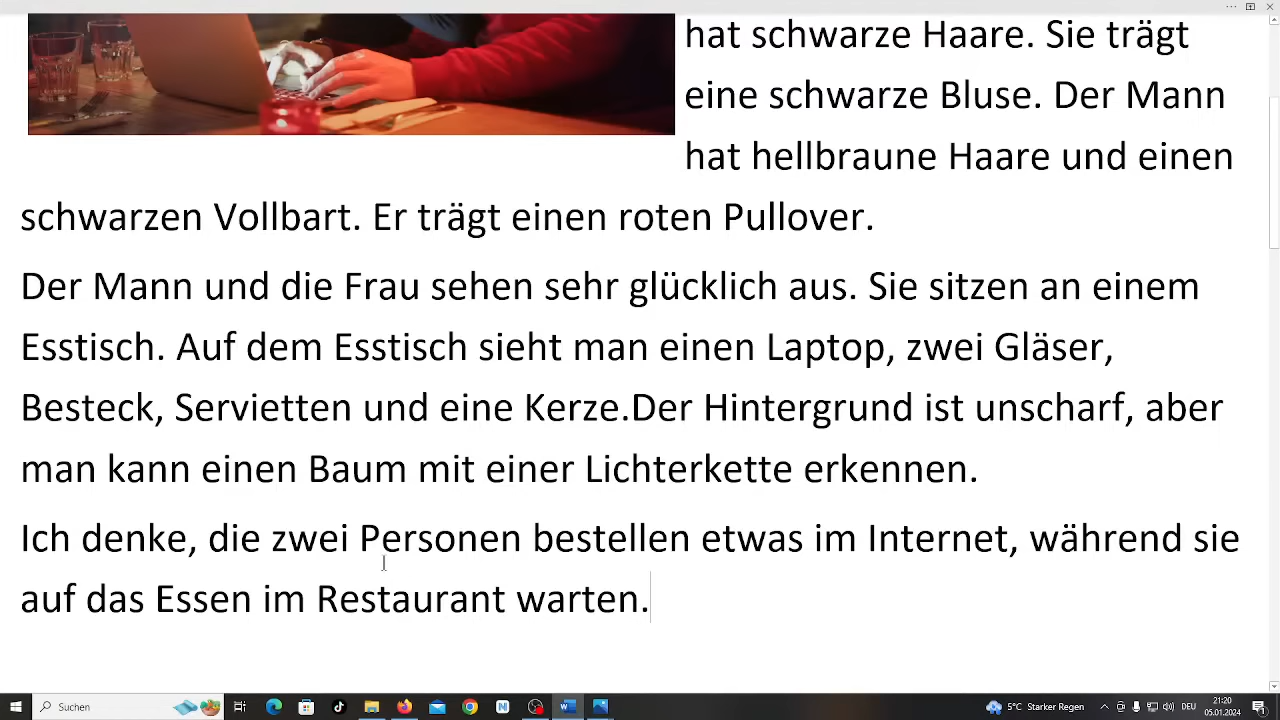 hat schwarze Haare. Sie trägt
eine schwarze Bluse. Der Mann
hat hellbraune Haare und einen
schwarzen Vollbart. Er trägt einen roten Pullover.
Der Mann und die Frau sehen sehr glücklich aus. Sie sitzen an einem
Esstisch. Auf dem Esstisch sieht man einen Laptop, zwei Gläser,
Besteck, Servietten und eine Kerze.Der Hintergrund ist unscharf, aber
man kann einen Baum mit einer Lichterkette erkennen.
Ich denke, die zwei Personen bestellen etwas im Internet, während sie
auf das Essen im Restaurant warten.
Suchen
5°C Starker Regen
21:20
05.01.2024